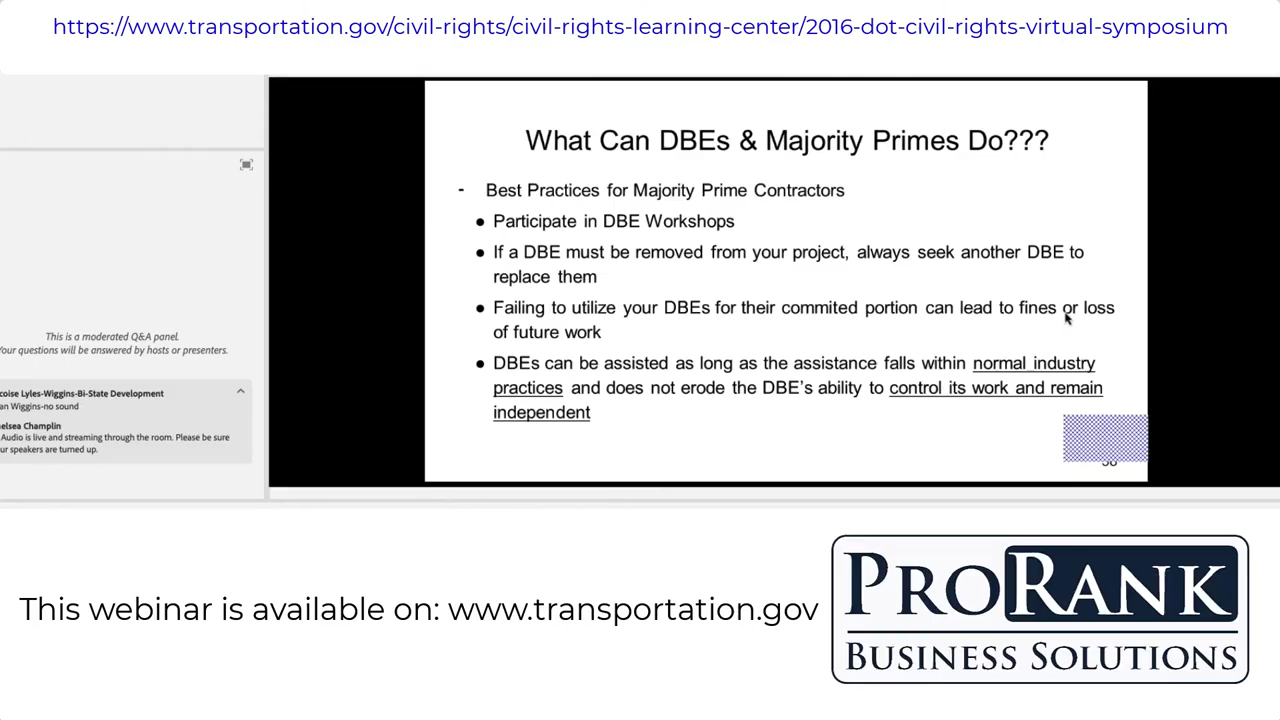 https://www.transportation.gov/civil-rights/civil-rights-learning-center/2016-dot-civil-rights-virtual-symposium
What Can DBEs & Majority Primes Do???
- Best Practices for Majority Prime Contractors
● Participate in DBE Workshops
● If a DBE must be removed from your project, always seek another DBE to
replace them
● Failing to utilize your DBEs for their commited portion can lead to fines or loss
of future work
● DBEs can be assisted as long as the assistance falls within normal industry
practices and does not erode the DBE's ability to control its work and remain
independent
This is a moderated Q&A panel.
Your questions will be answered by hosts or presenters.
coise Lyles-Wiggins-Bi-State Development
an Wiggins-no sound
elsea Champlin
Audio is live and streaming through the room. Please be sure
ur speakers are turned up.
This webinar is available on: www.transportation.gov
PRORANK
BUSINESS SOLUTIONS